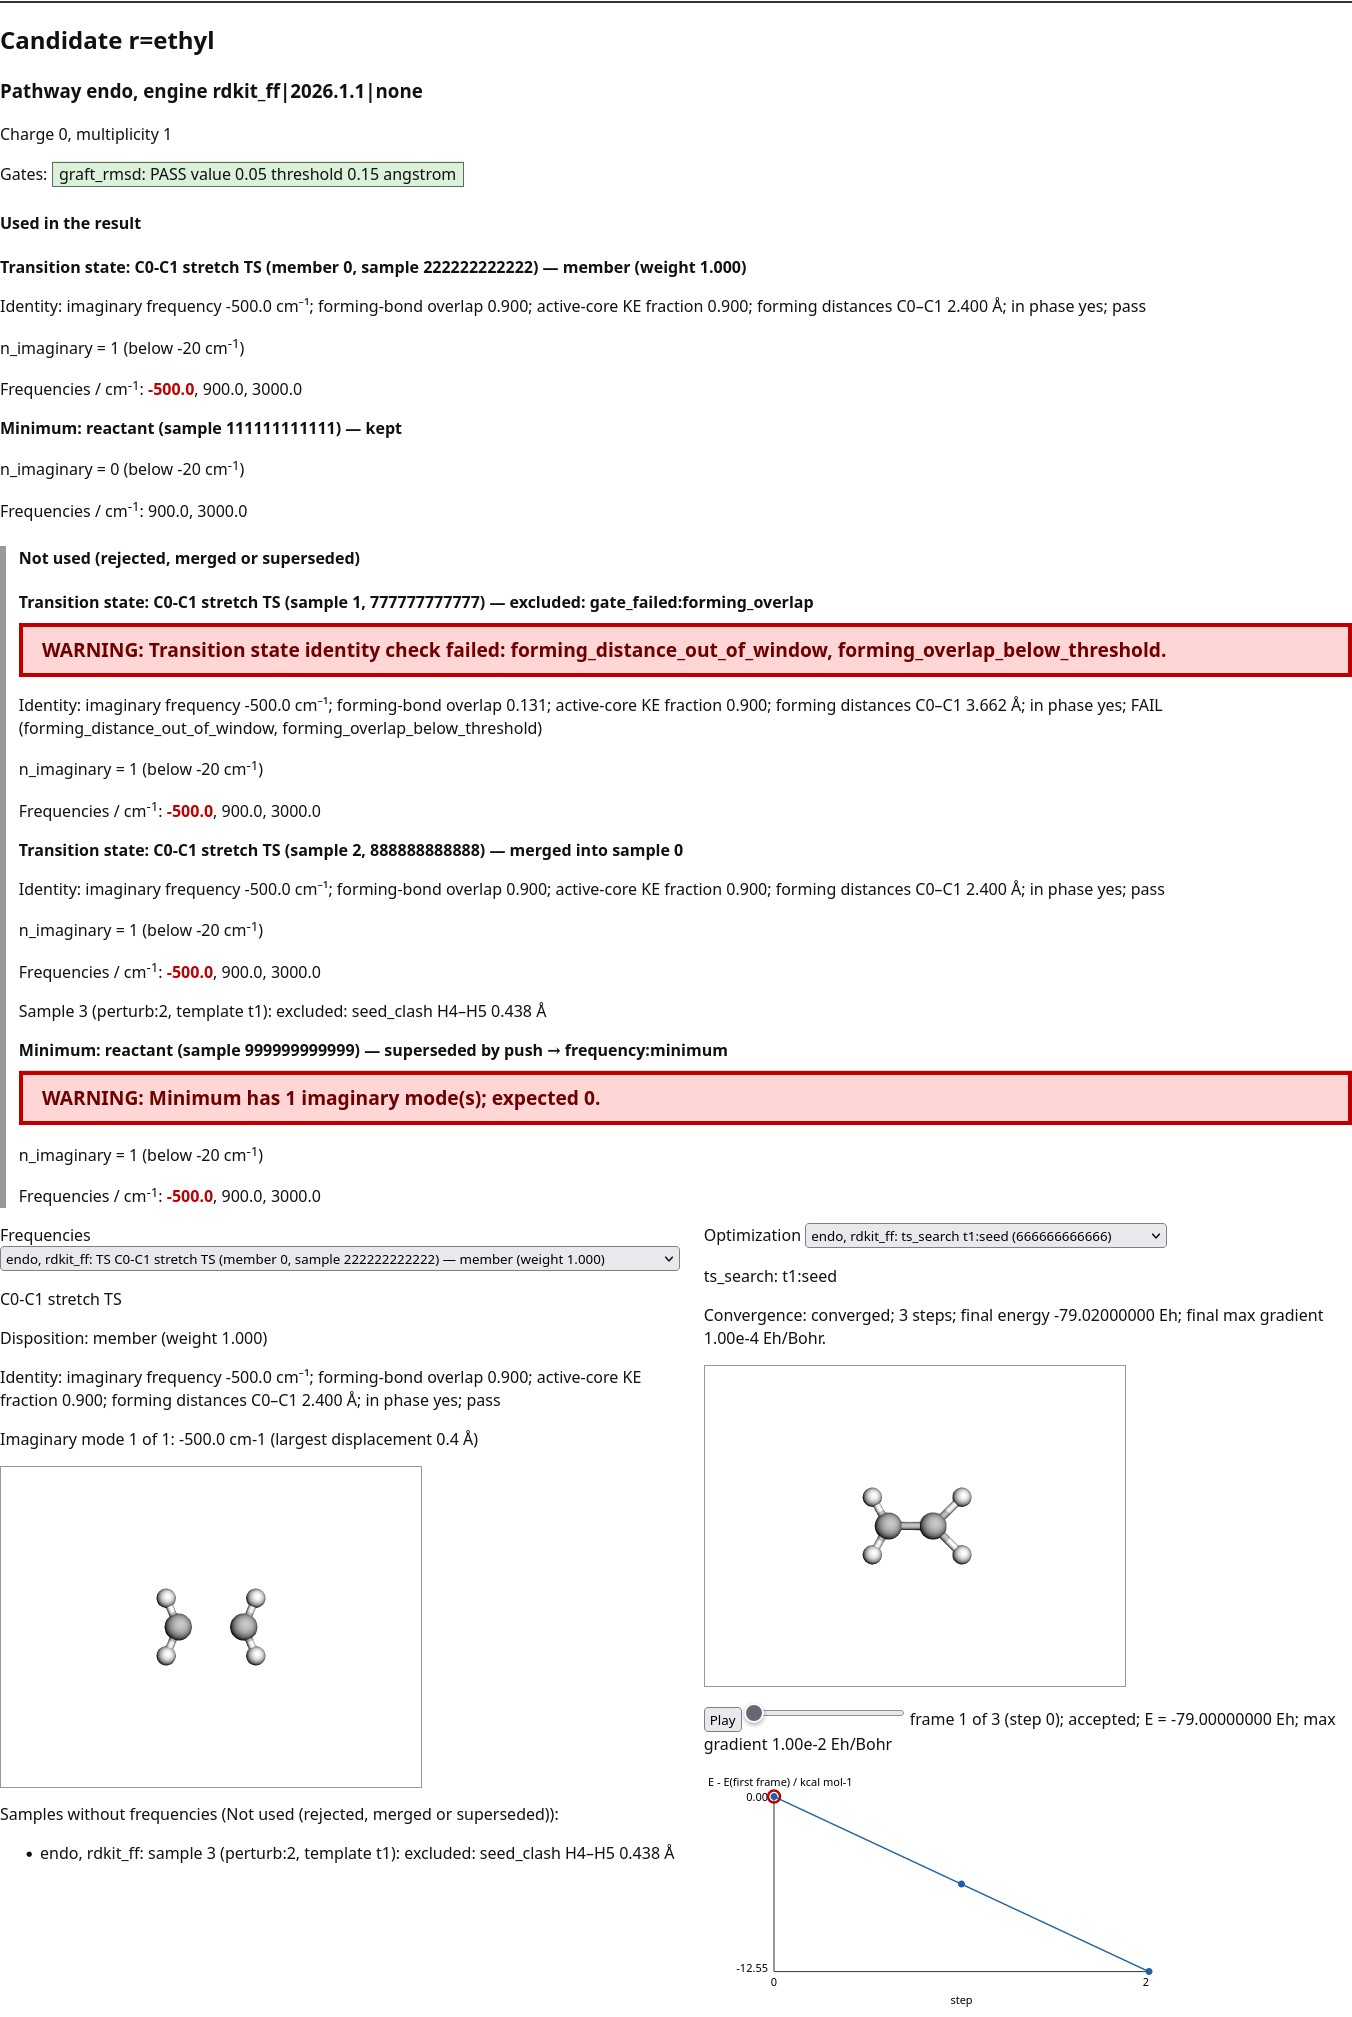 Candidate r=ethyl
Pathway endo, engine rdkit_ff|2026.1.1|none
Charge 0, multiplicity 1
Gates: graft_rmsd: PASS value 0.05 threshold 0.15 angstrom
Used in the result
Transition state: C0-C1 stretch TS (member 0, sample 222222222222) — member (weight 1.000)
Identity: imaginary frequency -500.0 cm⁻¹; forming-bond overlap 0.900; active-core KE fraction 0.900; forming distances C0–C1 2.400 Å; in phase yes; pass
n_imaginary = 1 (below -20 cm⁻¹)
Frequencies / cm⁻¹: -500.0, 900.0, 3000.0
Minimum: reactant (sample 111111111111) — kept
n_imaginary = 0 (below -20 cm⁻¹)
Frequencies / cm⁻¹: 900.0, 3000.0
Not used (rejected, merged or superseded)
Transition state: C0-C1 stretch TS (sample 1, 777777777777) — excluded: gate_failed:forming_overlap
WARNING: Transition state identity check failed: forming_distance_out_of_window, forming_overlap_below_threshold.
Identity: imaginary frequency -500.0 cm⁻¹; forming-bond overlap 0.131; active-core KE fraction 0.900; forming distances C0–C1 3.662 Å; in phase yes; FAIL
(forming_distance_out_of_window, forming_overlap_below_threshold)
n_imaginary = 1 (below -20 cm⁻¹)
Frequencies / cm⁻¹: -500.0, 900.0, 3000.0
Transition state: C0-C1 stretch TS (sample 2, 888888888888) — merged into sample 0
Identity: imaginary frequency -500.0 cm⁻¹; forming-bond overlap 0.900; active-core KE fraction 0.900; forming distances C0–C1 2.400 Å; in phase yes; pass
n_imaginary = 1 (below -20 cm⁻¹)
Frequencies / cm⁻¹: -500.0, 900.0, 3000.0
Sample 3 (perturb:2, template t1): excluded: seed_clash H4–H5 0.438 Å
Minimum: reactant (sample 999999999999) — superseded by push → frequency:minimum
WARNING: Minimum has 1 imaginary mode(s); expected 0.
n_imaginary = 1 (below -20 cm⁻¹)
Frequencies / cm⁻¹: -500.0, 900.0, 3000.0
Frequencies
endo, rdkit_ff: TS C0-C1 stretch TS (member 0, sample 222222222222) — member (weight 1.000)
C0-C1 stretch TS
Disposition: member (weight 1.000)
Identity: imaginary frequency -500.0 cm⁻¹; forming-bond overlap 0.900; active-core KE
fraction 0.900; forming distances C0–C1 2.400 Å; in phase yes; pass
Imaginary mode 1 of 1: -500.0 cm-1 (largest displacement 0.4 Å)
Samples without frequencies (Not used (rejected, merged or superseded)):
• endo, rdkit_ff: sample 3 (perturb:2, template t1): excluded: seed_clash H4–H5 0.438 Å
Optimization endo, rdkit_ff: ts_search t1:seed (666666666666)
ts_search: t1:seed
Convergence: converged; 3 steps; final energy -79.02000000 Eh; final max gradient
1.00e-4 Eh/Bohr.
Play frame 1 of 3 (step 0); accepted; E = -79.00000000 Eh; max
gradient 1.00e-2 Eh/Bohr
E - E(first frame) / kcal mol-1
0.00
-12.55
0 2
step